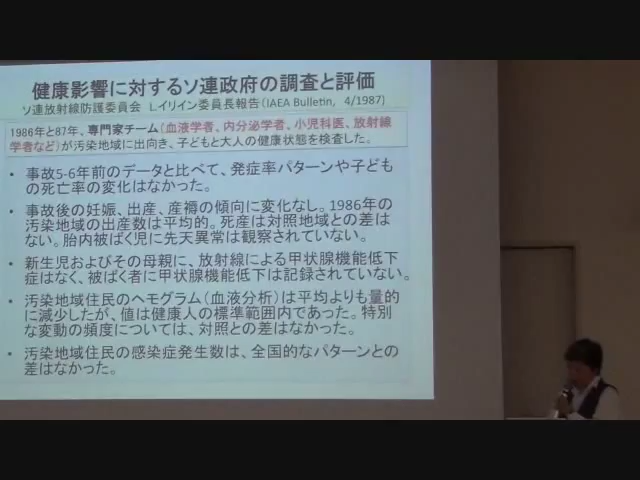 健康影響に対するソ連政府の調査と評価
ソ連放射線防護委員会 L.イリイン委員長報告（IAEA Bulletin, 4/1987）
1986年と87年、専門家チーム（血液学者、内分泌学者、小児科医、放射線
学者など）が汚染地域に出向き、子どもと大人の健康状態を検査した。
• 事故5-6年前のデータと比べて、発症率パターンや子ども
の死亡率の変化はなかった。
• 事故後の妊娠、出産、産褥の傾向に変化なし。1986年の
汚染地域の出産数は平均的。死産は対照地域との差は
ない。胎内被ばく児に先天異常は観察されていない。
• 新生児およびその母親に、放射線による甲状腺機能低下
症はなく、被ばく者に甲状腺機能低下は記録されていない。
• 汚染地域住民のヘモグラム（血液分析）は平均よりも量的
に減少したが、値は健康人の標準範囲内であった。特別
な変動の頻度については、対照との差はなかった。
• 汚染地域住民の感染症発生数は、全国的なパターンとの
差はなかった。